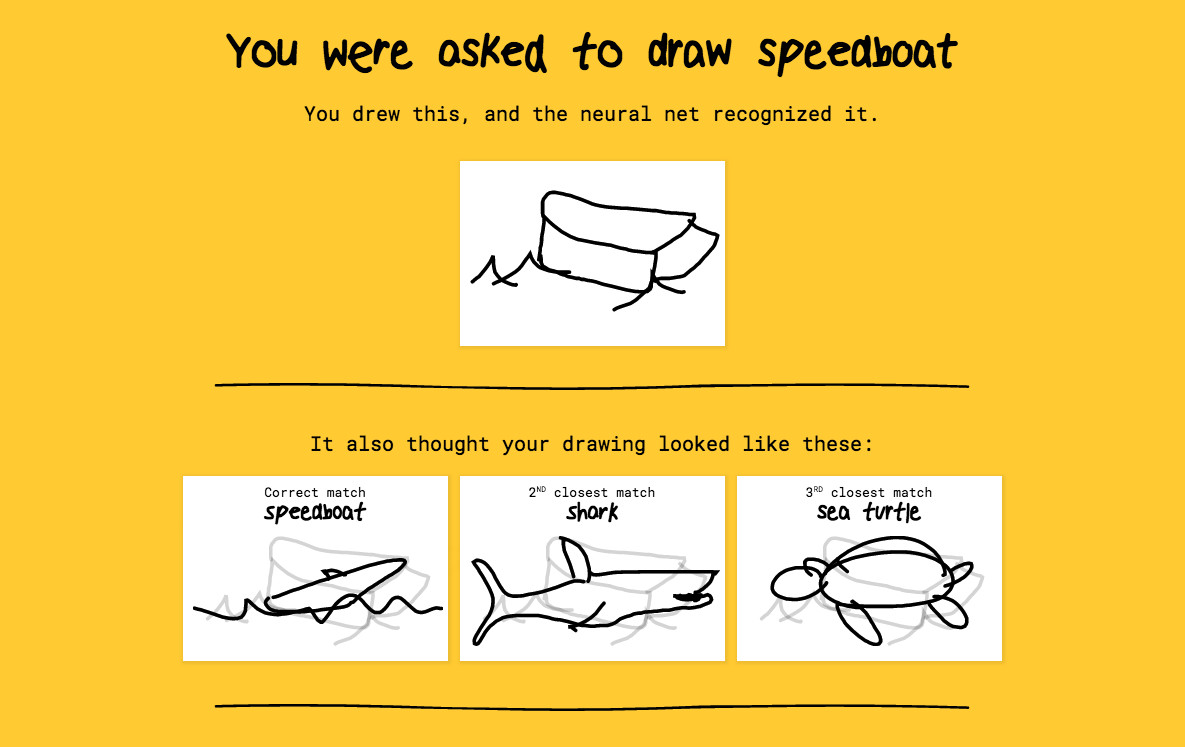 You were asked to draw speedboat
You drew this, and the neural net recognized it.
It also thought your drawing looked like these:
Correct match
speedboat
2ND closest match
shark
3RD closest match
sea turtle